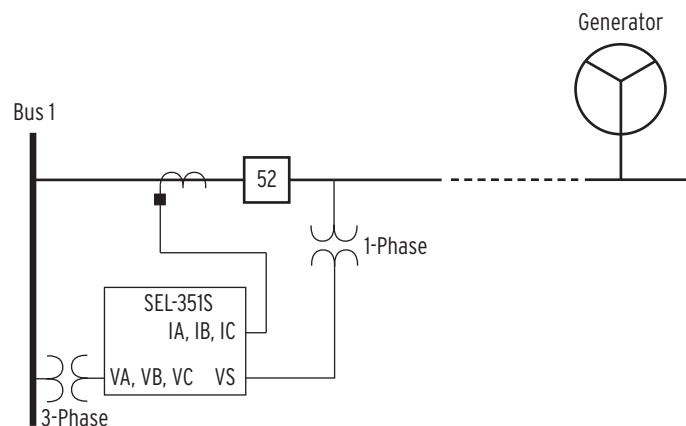 Generator
Bus 1
52
1-Phase
SEL-351S
IA, IB, IC
VA, VB, VC VS
3-Phase